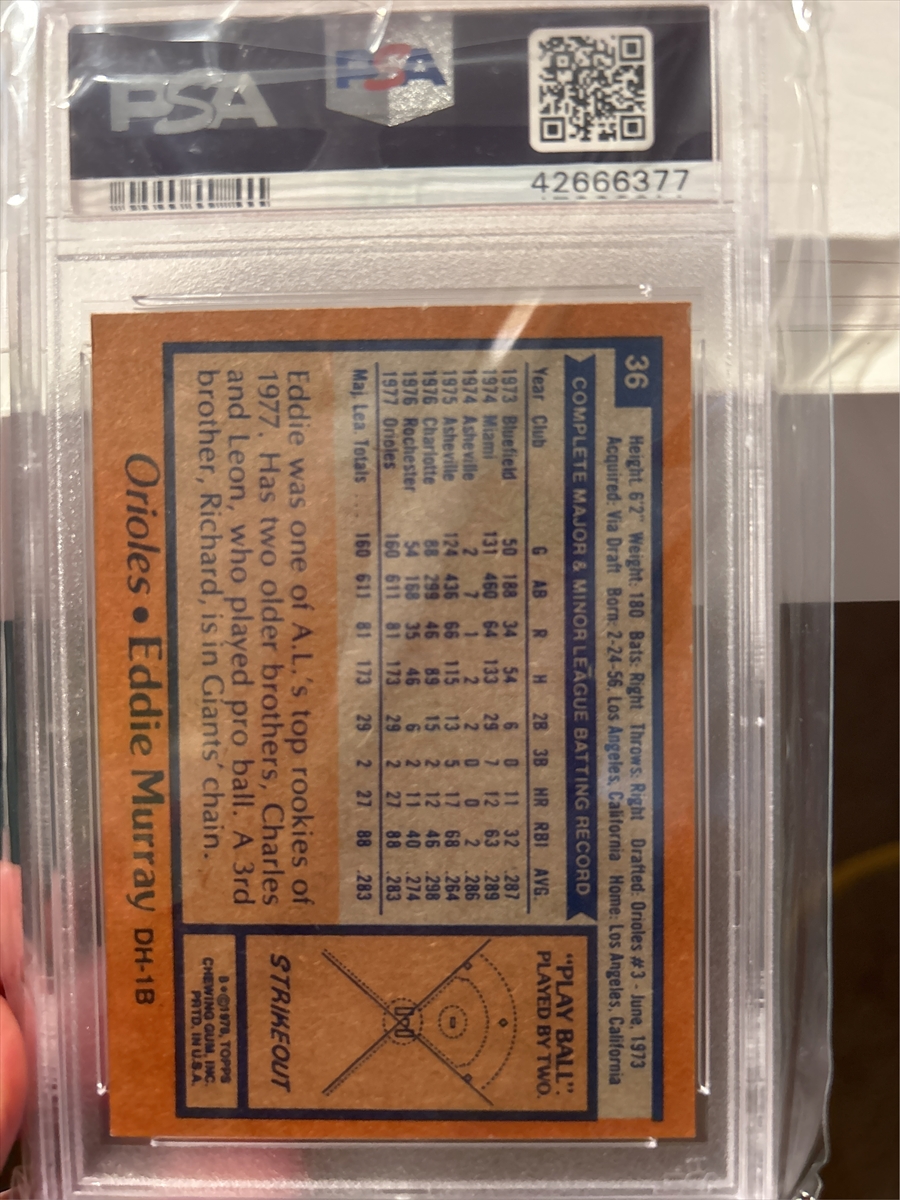 PSA
PSA
42666377
36
Height: 6'2" Weight: 180 Bats: Right Throws: Right Drafted: Orioles #3 - June, 1973
Acquired: Via Draft Born: 2-24-56, Los Angeles, California Home: Los Angeles, California
COMPLETE MAJOR & MINOR LEAGUE BATTING RECORD
Year Club G AB R H 2B 3B HR RBI AVG.
1973 Bluefield 50 188 34 54 6 0 11 32 .287
1974 Miami 131 460 64 133 29 7 12 63 .289
1974 Asheville 2 7 1 2 2 0 0 2 .286
1975 Asheville 124 436 66 115 13 5 17 68 .264
1976 Charlotte 88 299 46 89 15 2 12 46 .298
1976 Rochester 54 168 35 46 6 2 11 40 .274
1977 Orioles 160 611 81 173 29 2 27 88 .283
Maj. Lea. Totals ... 160 611 81 173 29 2 27 88 .283
Eddie was one of A.L.'s top rookies of
1977. Has two older brothers, Charles
and Leon, who played pro ball. A 3rd
brother, Richard, is in Giants' chain.
"PLAY BALL".
PLAYED BY TWO.
STRIKEOUT
B•©1978, TOPPS
CHEWING GUM, INC.
PRTD. IN U.S.A.
Orioles • Eddie Murray DH-1B